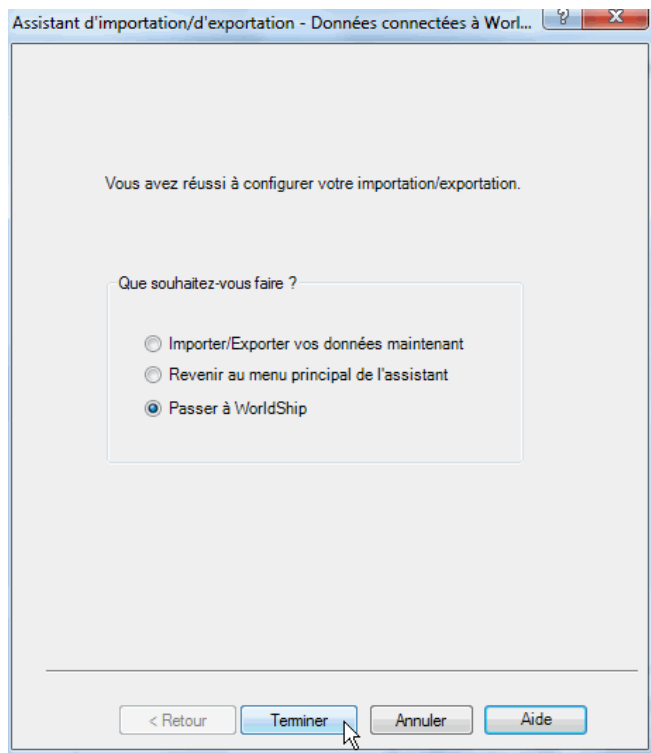 Assistant d'importation/d'exportation - Données connectées à Worl...
Vous avez réussi à configurer votre importation/exportation.
Que souhaitez-vous faire ?
Importer/Exporter vos données maintenant
Revenir au menu principal de l'assistant
Passer à WorldShip
< Retour Terminer Annuler Aide